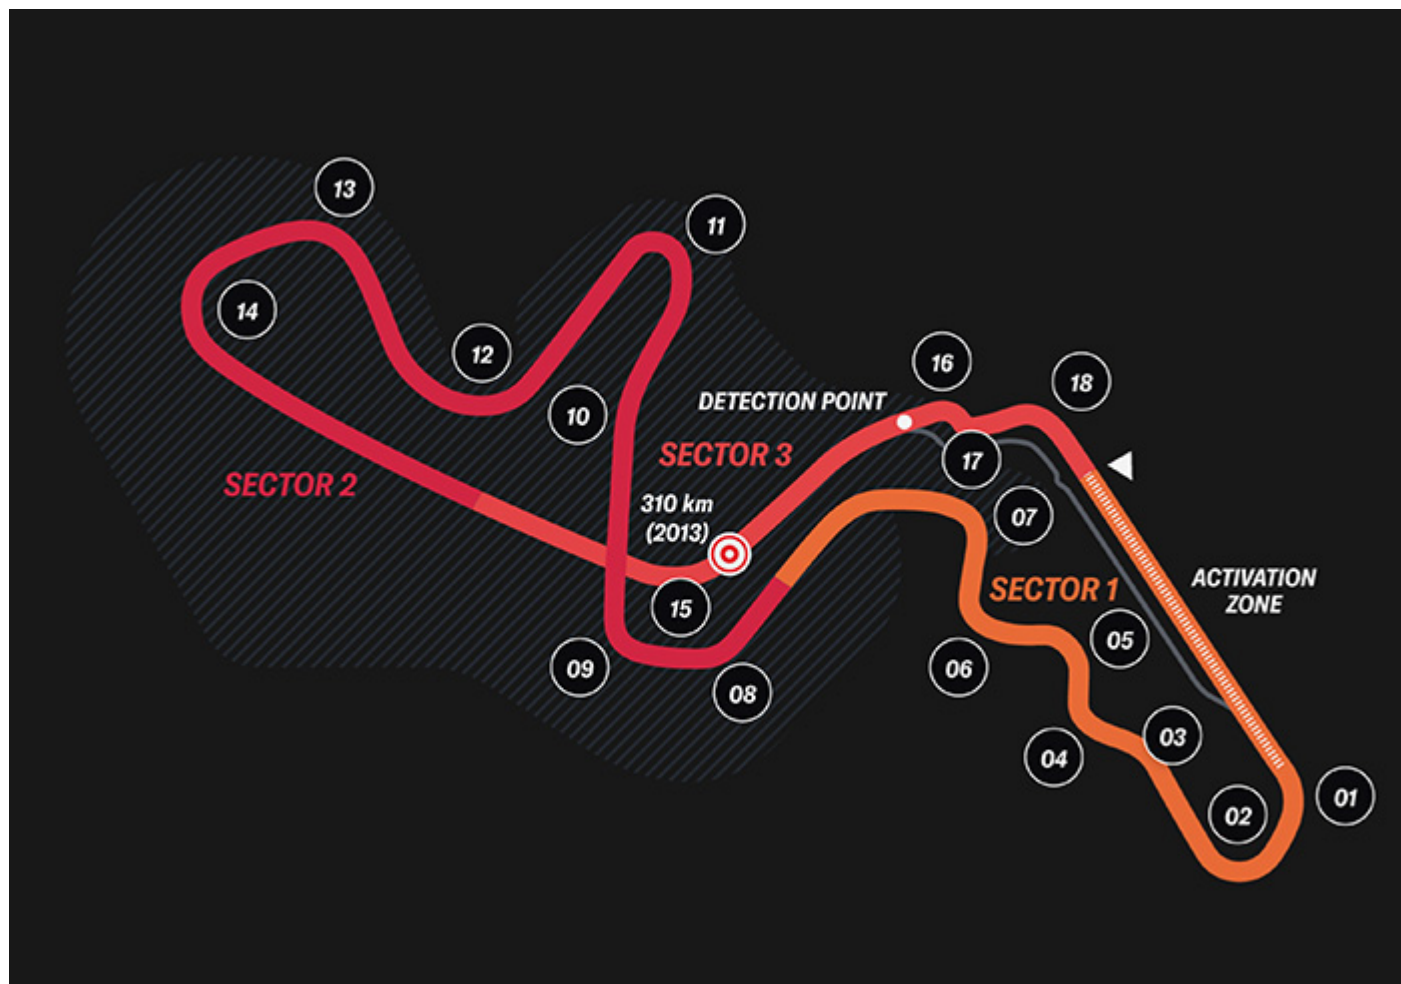 13
11
14
12
16
18
10
DETECTION POINT
SECTOR 3
17
SECTOR 2
310 km
(2013)
07
ACTIVATION
ZONE
SECTOR 1
15
05
09
06
08
03
04
02
01